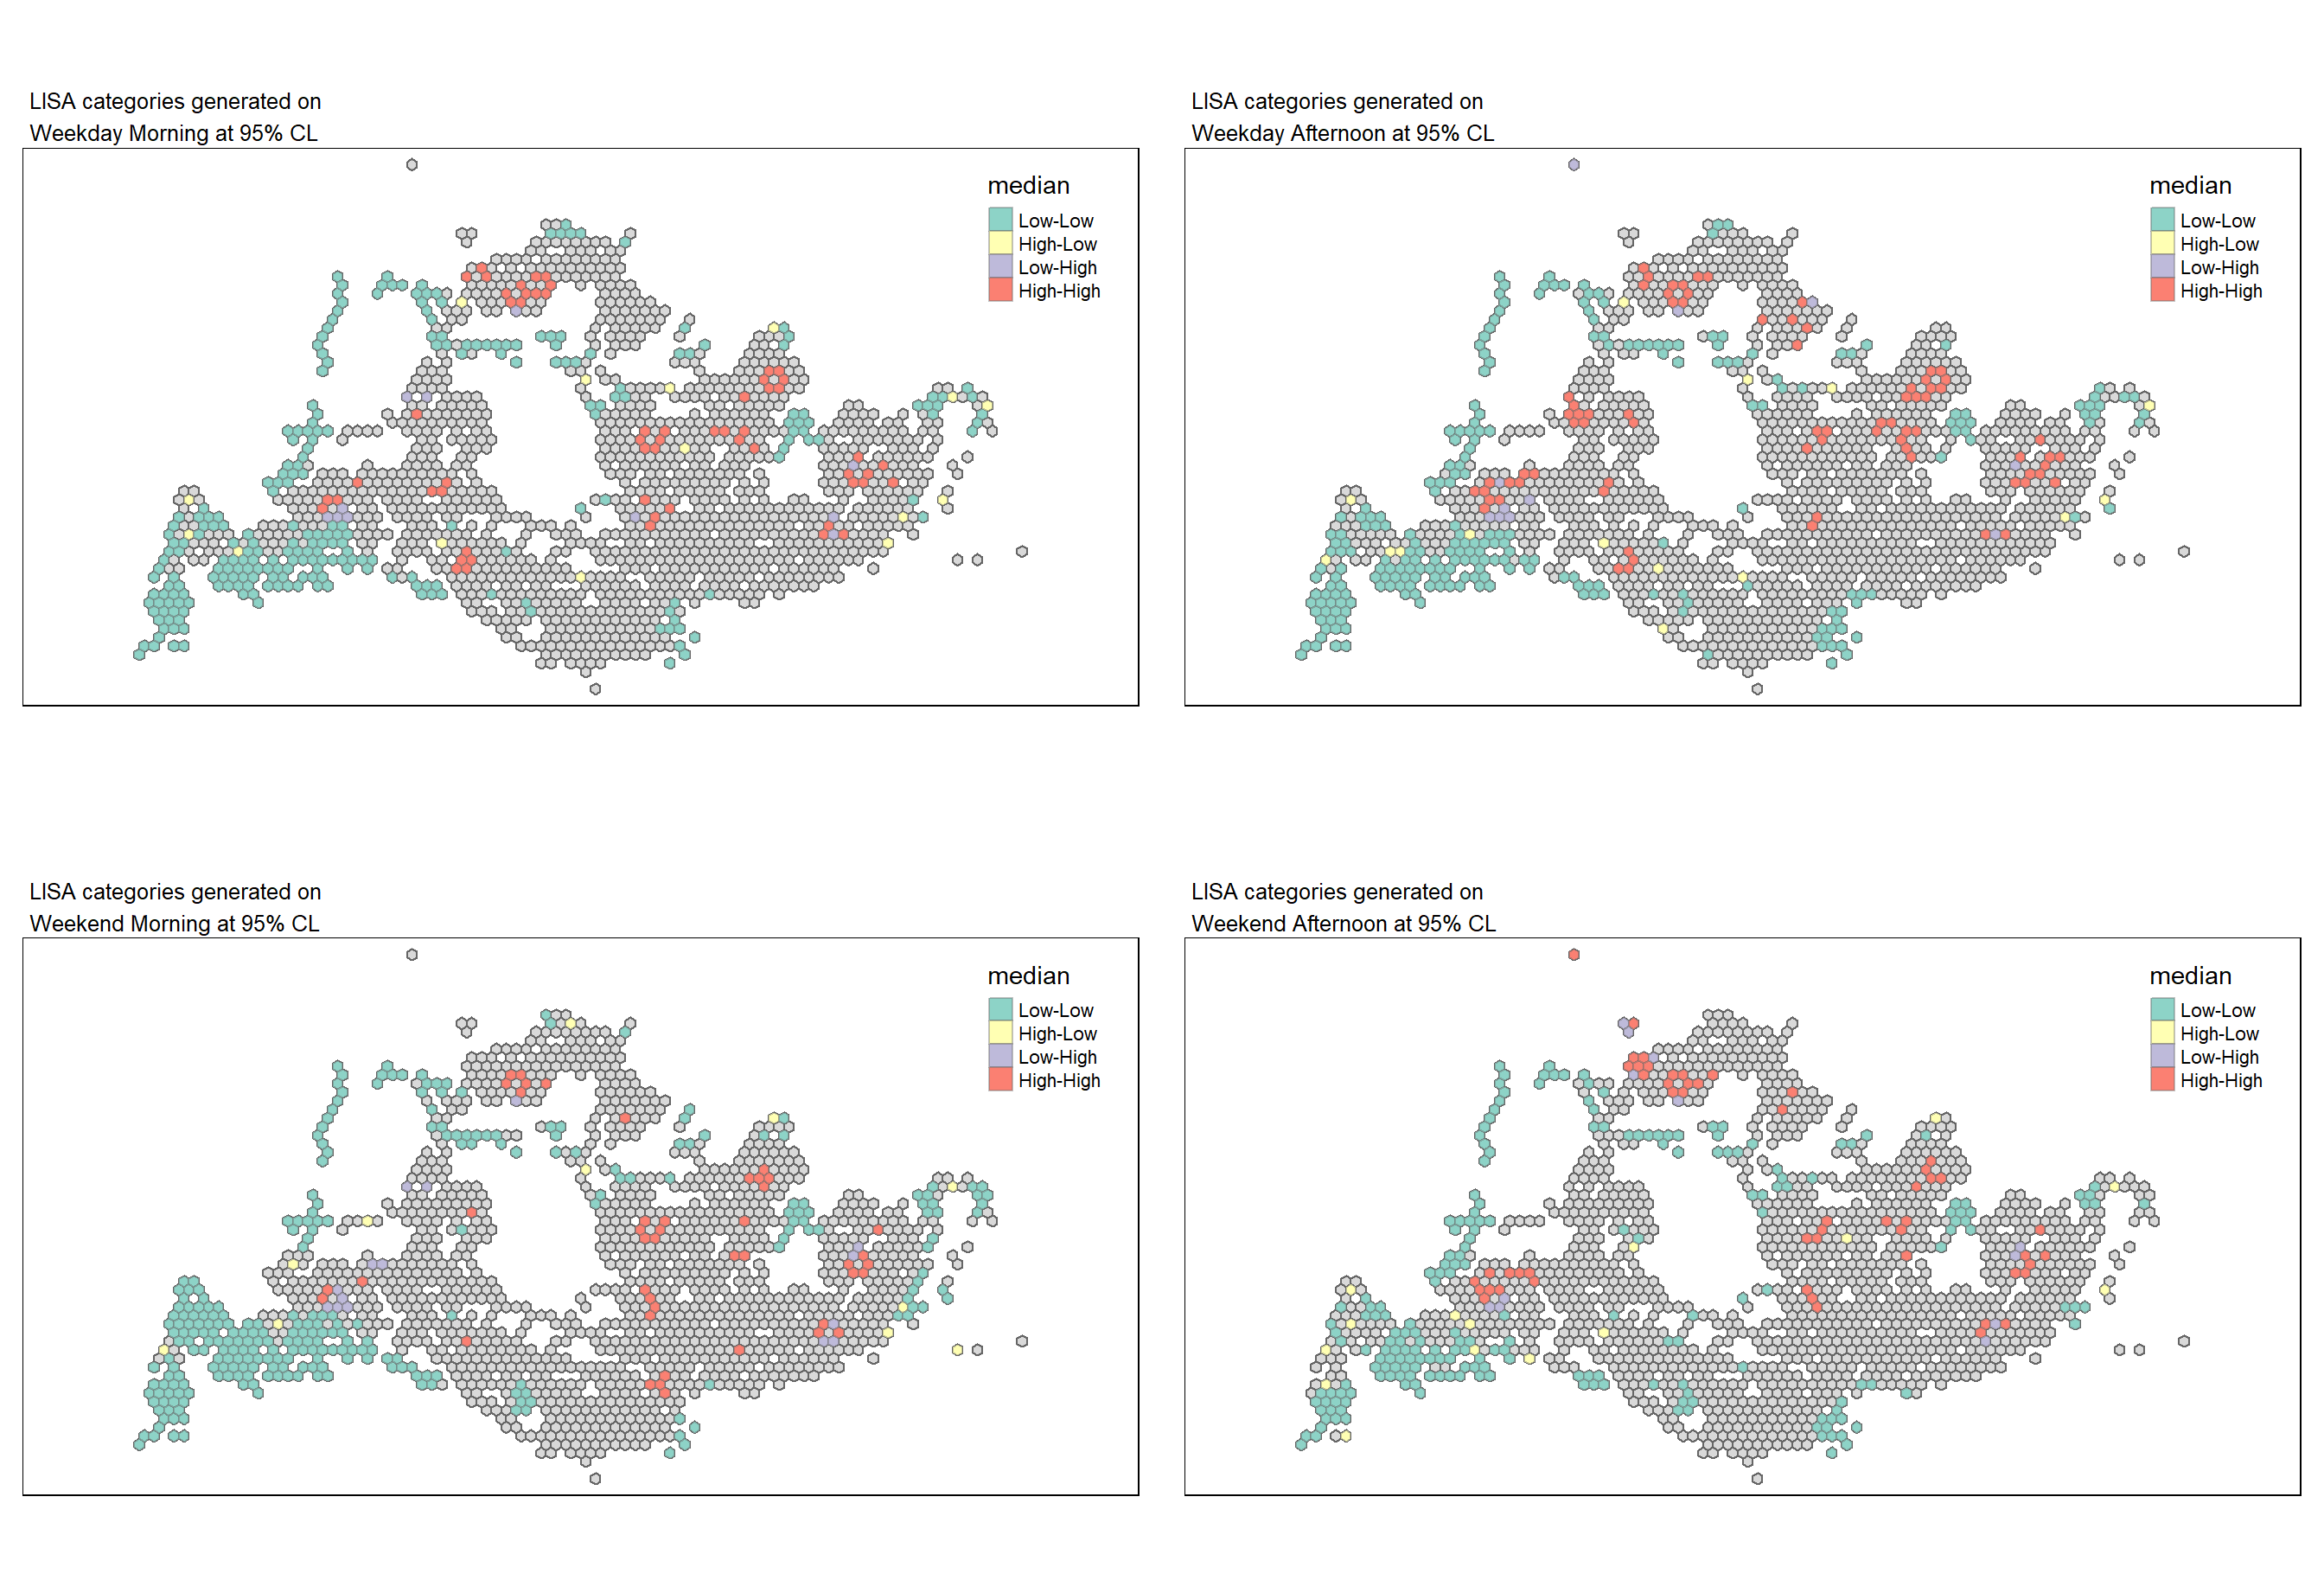 LISA categories generated on
Weekday Morning at 95% CL
median
Low-Low
High-Low
Low-High
High-High
LISA categories generated on
Weekday Afternoon at 95% CL
median
Low-Low
High-Low
Low-High
High-High
LISA categories generated on
Weekend Morning at 95% CL
median
Low-Low
High-Low
Low-High
High-High
LISA categories generated on
Weekend Afternoon at 95% CL
median
Low-Low
High-Low
Low-High
High-High